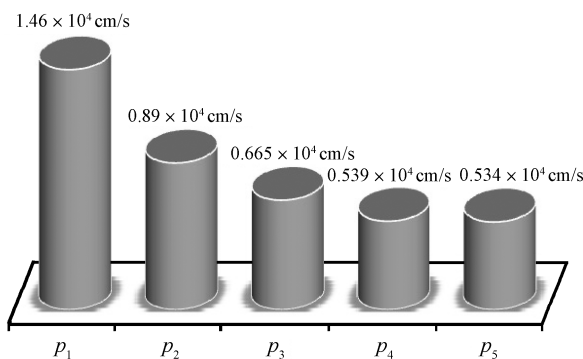 1.46 × 10⁴ cm/s
0.89 × 10⁴ cm/s
0.665 × 10⁴ cm/s
0.539 × 10⁴ cm/s
0.534 × 10⁴ cm/s
p₁
p₂
p₃
p₄
p₅